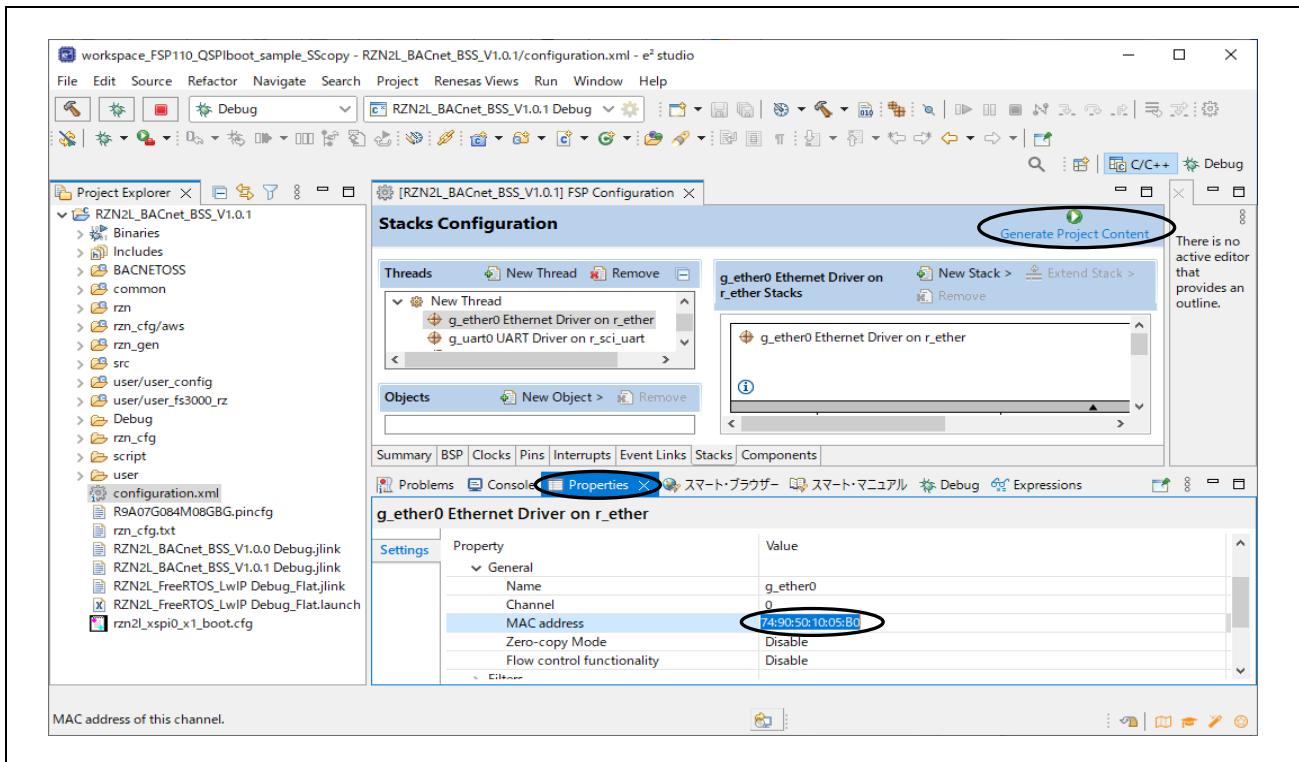 workspace_FSP110_QSPIboot_sample_SScopy - RZN2L_BACnet_BSS_V1.0.1/configuration.xml - e² studio
File Edit Source Refactor Navigate Search Project Renesas Views Run Window Help
Debug
RZN2L_BACnet_BSS_V1.0.1 Debug
C/C++
Debug
Project Explorer
RZN2L_BACnet_BSS_V1.0.1
Binaries
Includes
BACNETOSS
common
rzn
rzn_cfg/aws
rzn_gen
src
user/user_config
user/user_fs3000_rz
Debug
rzn_cfg
script
user
configuration.xml
R9A07G084M08GBG.pincfg
rzn_cfg.txt
RZN2L_BACnet_BSS_V1.0.0 Debug.jlink
RZN2L_BACnet_BSS_V1.0.1 Debug.jlink
RZN2L_FreeRTOS_LwIP Debug_Flat.jlink
RZN2L_FreeRTOS_LwIP Debug_Flat.launch
rzn2l_xspi0_x1_boot.cfg
[RZN2L_BACnet_BSS_V1.0.1] FSP Configuration
Stacks Configuration
Generate Project Content
Threads
New Thread
Remove
New Thread
g_ether0 Ethernet Driver on r_ether
g_uart0 UART Driver on r_sci_uart
Objects
New Object >
Remove
g_ether0 Ethernet Driver on
r_ether Stacks
New Stack >
Extend Stack >
Remove
g_ether0 Ethernet Driver on r_ether
Summary BSP Clocks Pins Interrupts Event Links Stacks Components
There is no
active editor
that
provides an
outline.
Problems Console Properties スマート・ブラウザー スマート・マニュアル Debug Expressions
g_ether0 Ethernet Driver on r_ether
Settings
Property Value
General
Name g_ether0
Channel 0
MAC address 74:90:50:10:05:B0
Zero-copy Mode Disable
Flow control functionality Disable
Filters
MAC address of this channel.